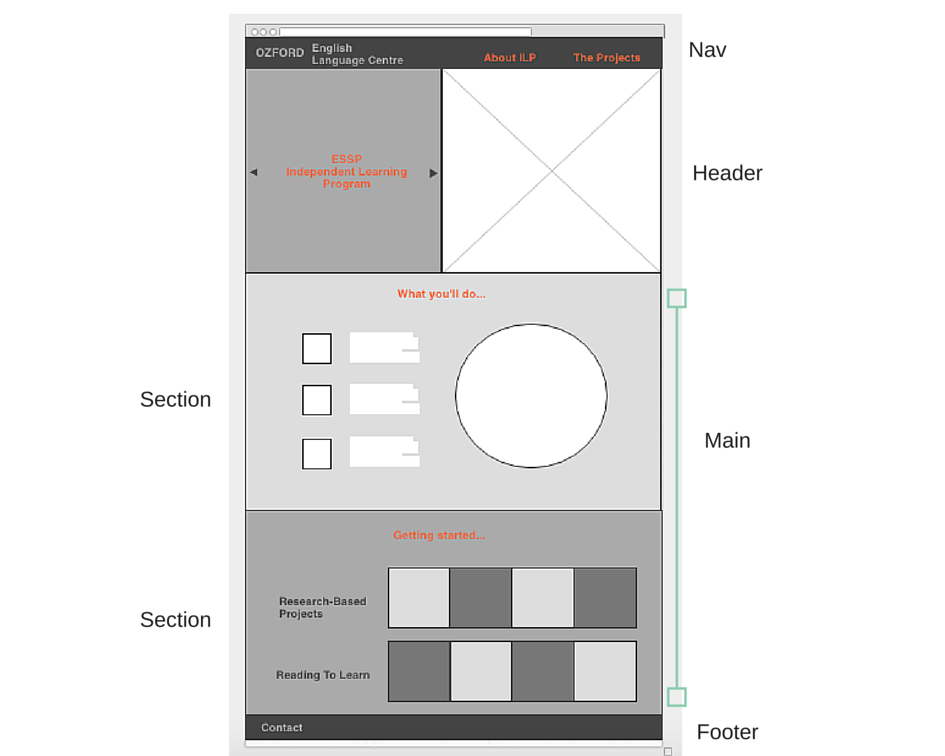 OZFORD
English
Language Centre
About ILP
The Projects
Nav
ESSP
Independent Learning
Program
Header
What you'll do...
Section
Main
Getting started...
Research-Based
Projects
Section
Reading To Learn
Contact
Footer